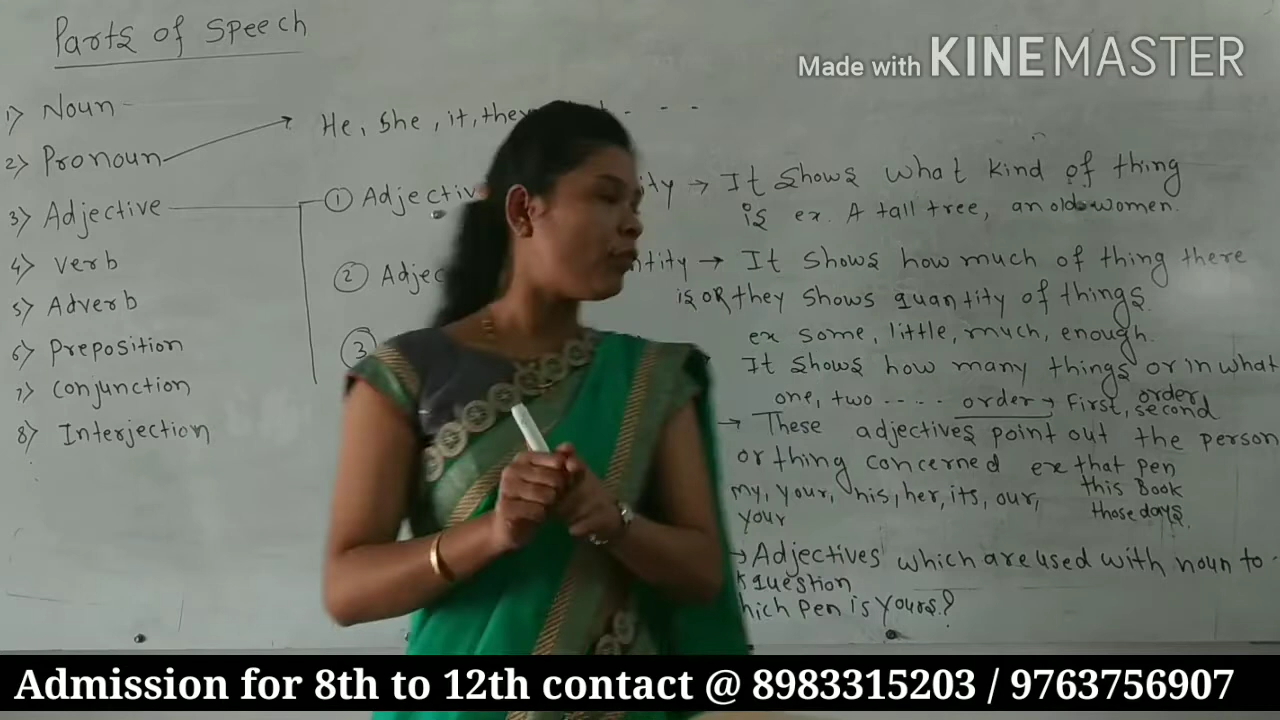 Parts of Speech
Made with KINEMASTER
1) Noun
He, She, it, they - - -
2) Pronoun
It shows what kind of thing
3) Adjective
① Adjectiv
ity →
is ex. A tall tree, an old women.
4) Verb
② Adjec
ntity → It shows how much of thing there
5) Adverb
is OR they shows quantity of things.
6) Preposition
③
ex some, little, much, enough.
It shows how many things or in what
order
7) Conjunction
one, two ---- order → First, second
8) Interjection
→ These adjectives point out the person
or thing concerned ex that pen
my, your, his, her, its, our,
this Book
your
those days.
→ Adjectives which are used with noun to
k question
hich Pen is yours?
Admission for 8th to 12th contact @ 8983315203 / 9763756907